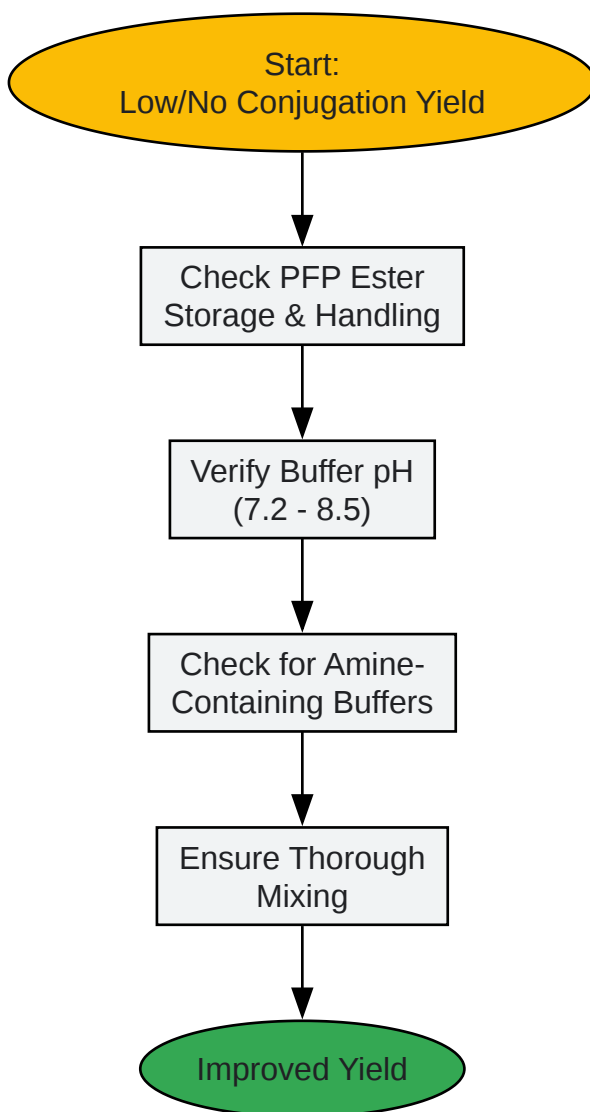 Start:
Low/No Conjugation Yield
Check PFP Ester
Storage & Handling
Verify Buffer pH
(7.2 - 8.5)
Check for Amine-
Containing Buffers
Ensure Thorough
Mixing
Improved Yield